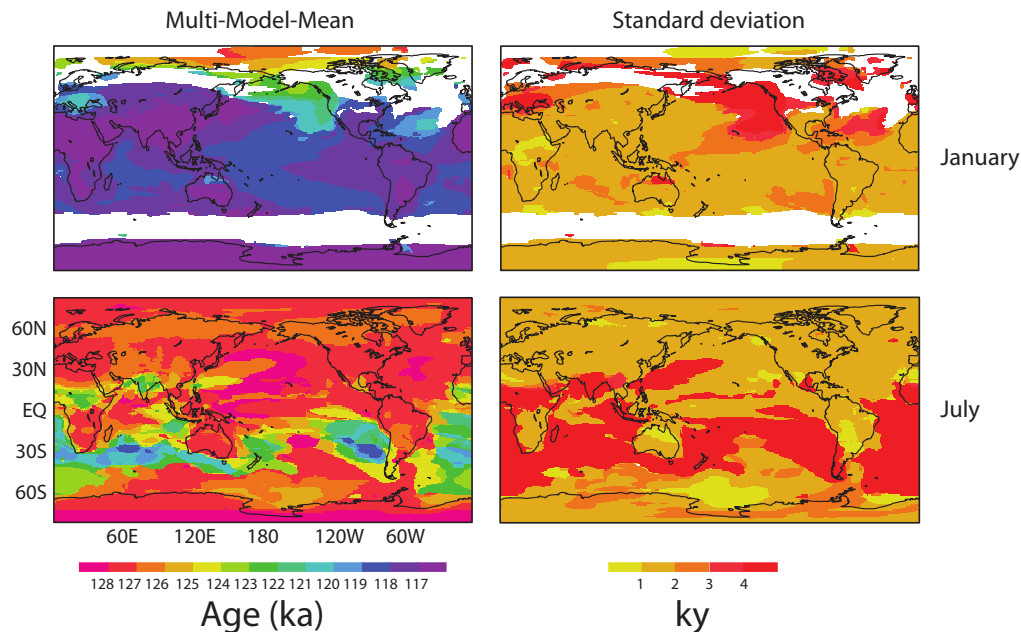 Multi-Model-Mean Standard deviation
January
60N
30N
EQ
30S
60S
July
60E 120E 180 120W 60W
128 127 126 125 124 123 122 121 120 119 118 117
1 2 3 4
Age (ka) ky